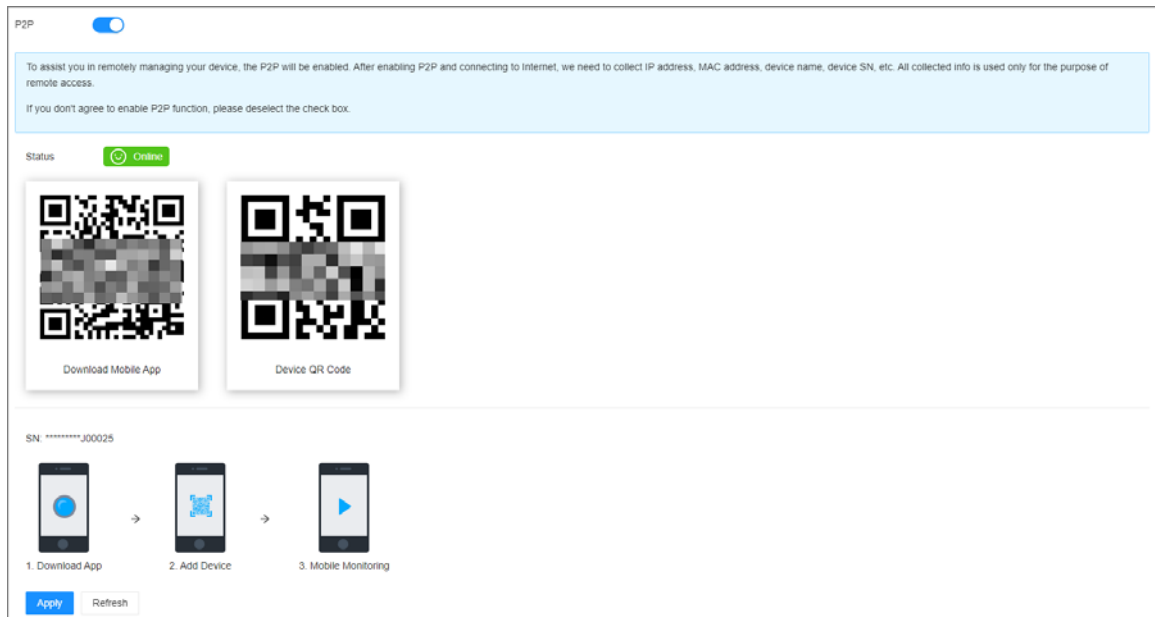 P2P
To assist you in remotely managing your device, the P2P will be enabled. After enabling P2P and connecting to Internet, we need to collect IP address, MAC address, device name, device SN, etc. All collected info is used only for the purpose of
remote access.
If you don't agree to enable P2P function, please deselect the check box.
Status Online
Download Mobile App Device QR Code
SN: *********J00025
1. Download App 2. Add Device 3. Mobile Monitoring
Apply Refresh